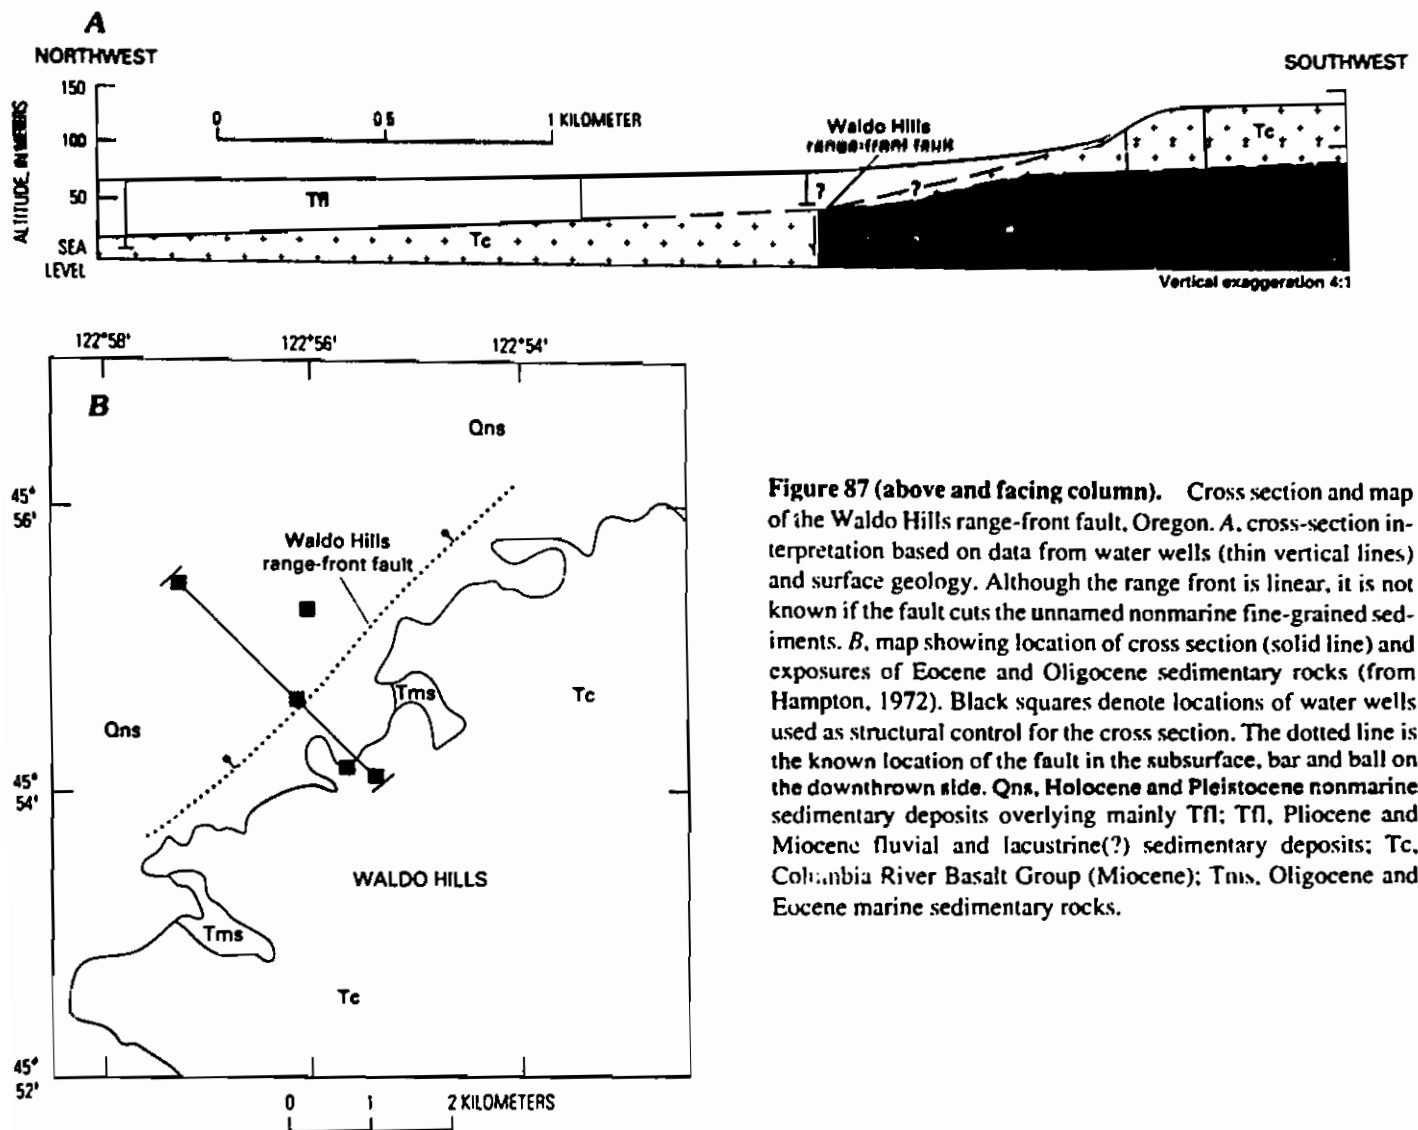 A
NORTHWEST
SOUTHWEST
ALTITUDE, IN METERS
150
100
50
SEA
LEVEL
0 0 5 1 KILOMETER
Waldo Hills
range-front fault
Tfl
Tc
Tc
?
?
Vertical exaggeration 4:1
122°58' 122°56' 122°54'
B
Qns
45°
56'
Waldo Hills
range-front fault
Tms
Tc
Qns
45°
54'
WALDO HILLS
Tms
Tc
45°
52'
0 1 2 KILOMETERS
Figure 87 (above and facing column). Cross section and map
of the Waldo Hills range-front fault, Oregon. A, cross-section in-
terpretation based on data from water wells (thin vertical lines)
and surface geology. Although the range front is linear, it is not
known if the fault cuts the unnamed nonmarine fine-grained sed-
iments. B, map showing location of cross section (solid line) and
exposures of Eocene and Oligocene sedimentary rocks (from
Hampton, 1972). Black squares denote locations of water wells
used as structural control for the cross section. The dotted line is
the known location of the fault in the subsurface, bar and ball on
the downthrown side. Qns, Holocene and Pleistocene nonmarine
sedimentary deposits overlying mainly Tfl; Tfl, Pliocene and
Miocene fluvial and lacustrine(?) sedimentary deposits; Tc,
Columbia River Basalt Group (Miocene); Tms, Oligocene and
Eocene marine sedimentary rocks.